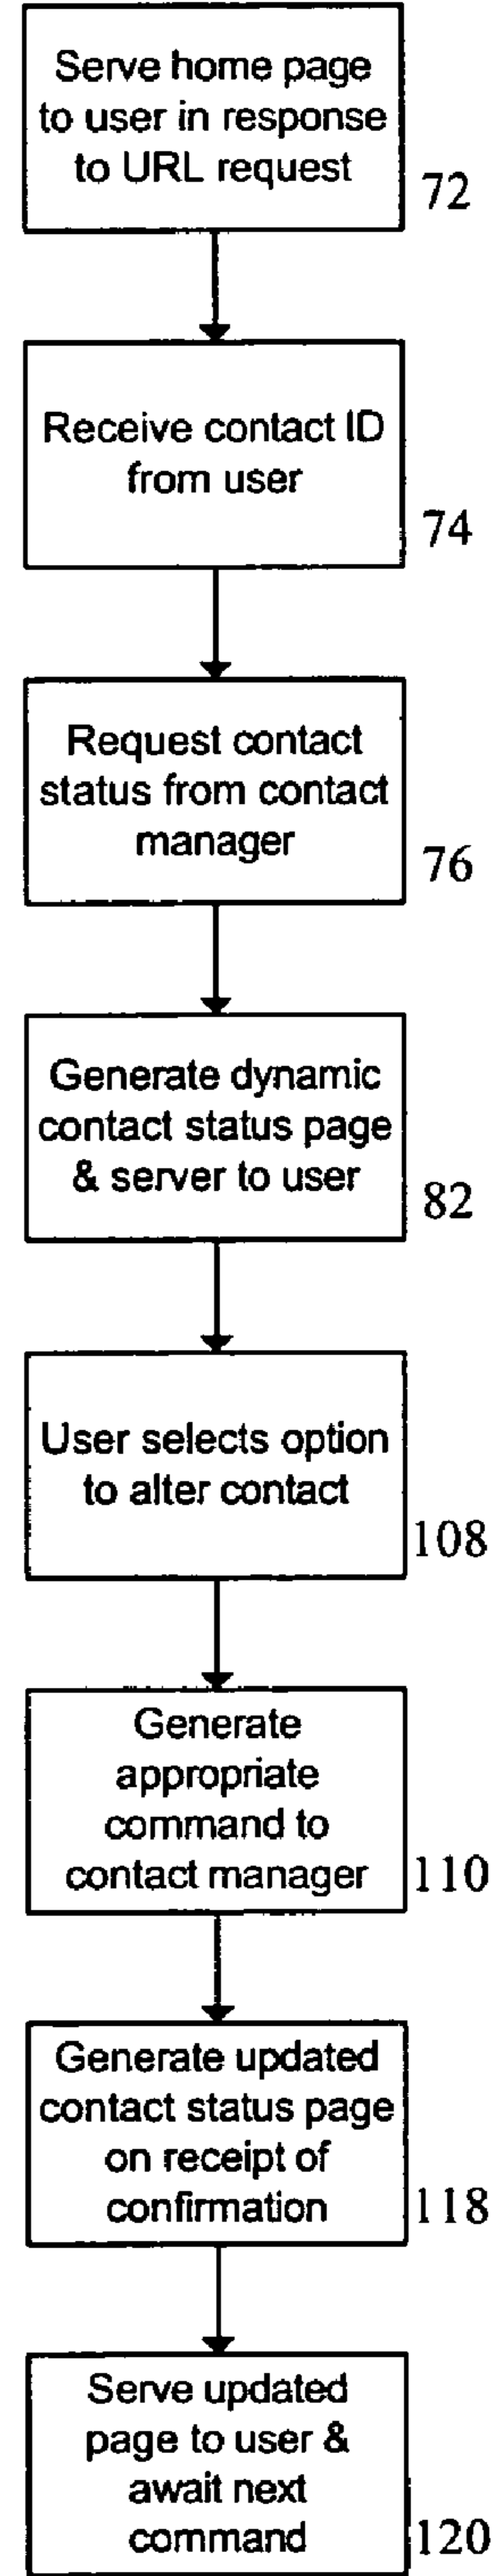 Serve home page
to user in response
to URL request
72
Receive contact ID
from user
74
Request contact
status from contact
manager
76
Generate dynamic
contact status page
& server to user
82
User selects option
to alter contact
108
Generate
appropriate
command to
contact manager
110
Generate updated
contact status page
on receipt of
confirmation
118
Serve updated
page to user &
await next
command
120